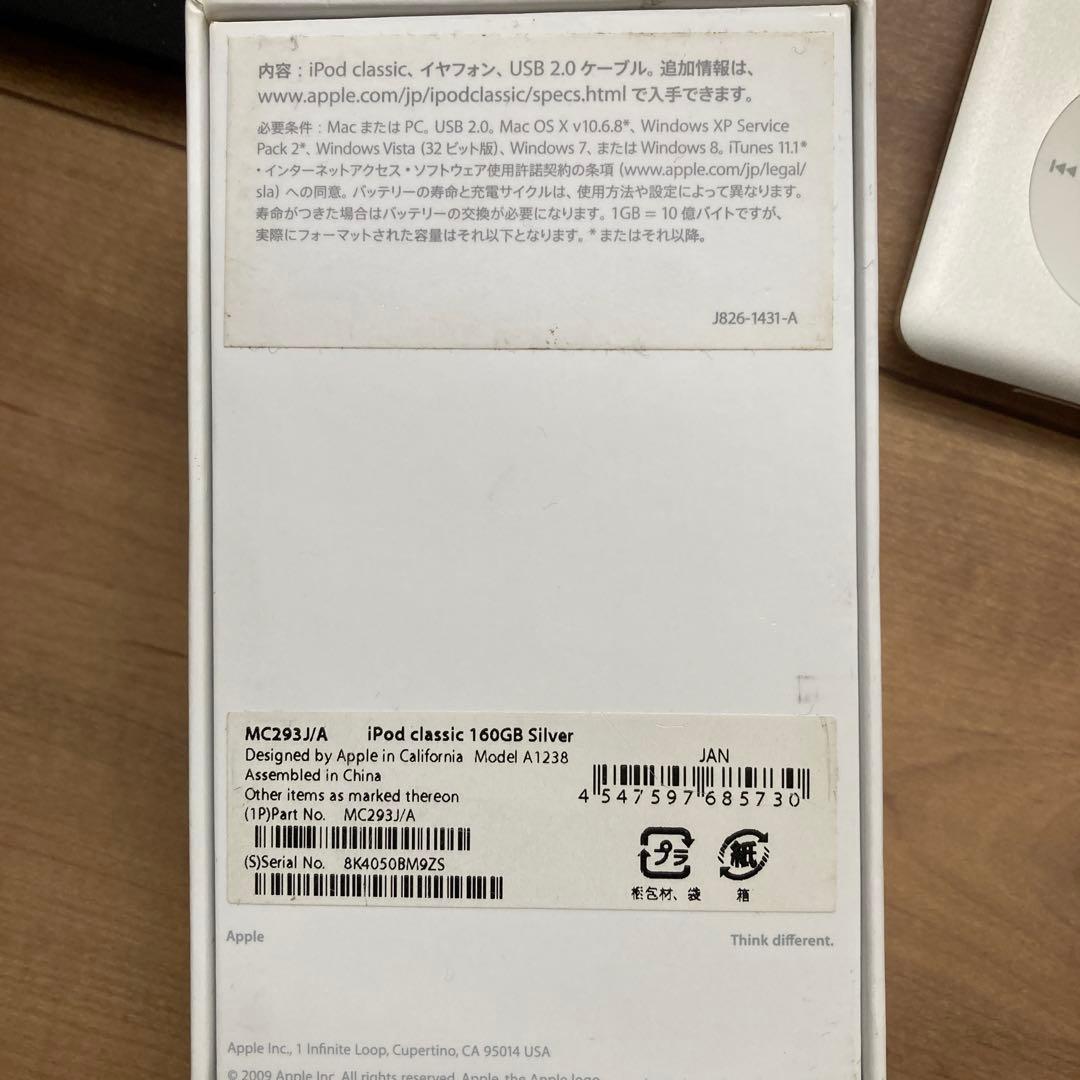 内容：iPod classic、イヤフォン、USB 2.0 ケーブル。追加情報は、
www.apple.com/jp/ipodclassic/specs.html で入手できます。
必要条件：Mac または PC。USB 2.0。Mac OS X v10.6.8*、Windows XP Service
Pack 2*、Windows Vista (32 ビット版)、Windows 7、または Windows 8。iTunes 11.1*
・インターネットアクセス・ソフトウェア使用許諾契約の条項 (www.apple.com/jp/legal/
sla) への同意。バッテリーの寿命と充電サイクルは、使用方法や設定によって異なります。
寿命がつきた場合はバッテリーの交換が必要になります。1GB = 10 億バイトですが、
実際にフォーマットされた容量はそれ以下となります。* またはそれ以降。
J826-1431-A
MC293J/A iPod classic 160GB Silver
Designed by Apple in California Model A1238
Assembled in China
Other items as marked thereon
(1P)Part No. MC293J/A
(S)Serial No. 8K4050BM9ZS
JAN
4 547597 685730
プラ
紙
梱包材、袋
箱
Apple
Think different.
Apple Inc., 1 Infinite Loop, Cupertino, CA 95014 USA
© 2009 Apple Inc. All rights reserved. Apple, the Apple logo,